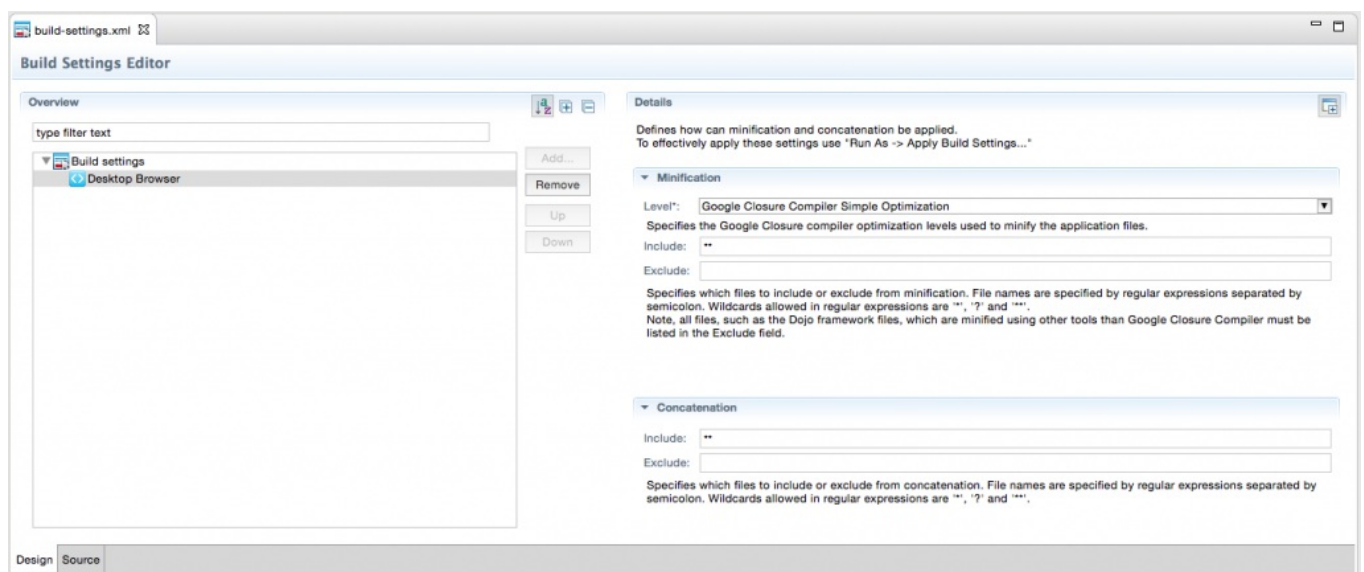 build-settings.xml
Build Settings Editor
Overview
type filter text
Build settings
Desktop Browser
Add...
Remove
Up
Down
Details
Defines how can minification and concatenation be applied.
To effectively apply these settings use "Run As -> Apply Build Settings..."
Minification
Level*: Google Closure Compiler Simple Optimization
Specifies the Google Closure compiler optimization levels used to minify the application files.
Include: **
Exclude:
Specifies which files to include or exclude from minification. File names are specified by regular expressions separated by
semicolon. Wildcards allowed in regular expressions are '*', '?' and '**'.
Note, all files, such as the Dojo framework files, which are minified using other tools than Google Closure Compiler must be
listed in the Exclude field.
Concatenation
Include: **
Exclude:
Specifies which files to include or exclude from concatenation. File names are specified by regular expressions separated by
semicolon. Wildcards allowed in regular expressions are '*', '?' and '**'.
Design Source